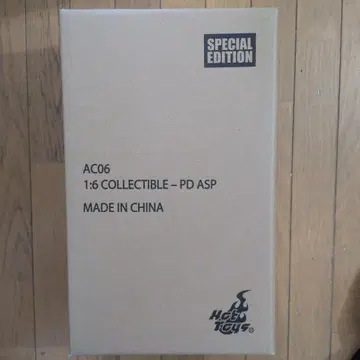 SPECIAL
EDITION
AC06
1:6 COLLECTIBLE – PD ASP
MADE IN CHINA
Hot
Toys®